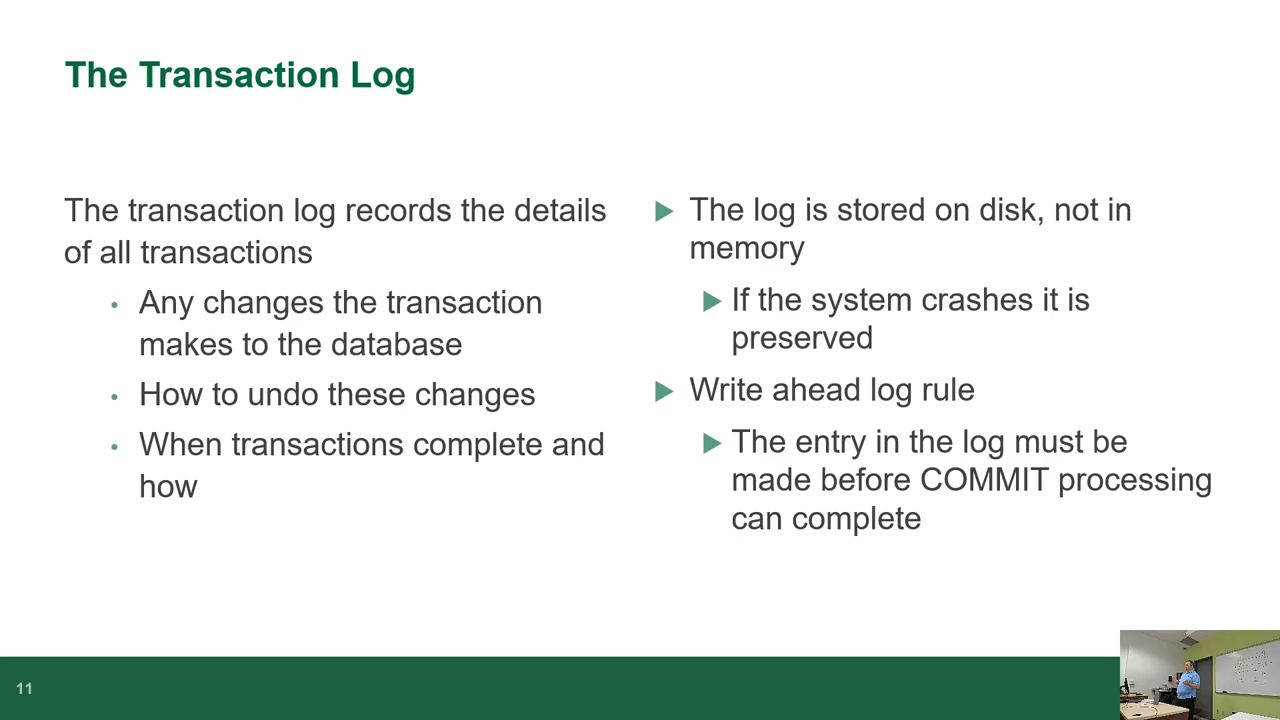 The Transaction Log
The transaction log records the details
of all transactions
• Any changes the transaction
makes to the database
• How to undo these changes
• When transactions complete and
how
The log is stored on disk, not in
memory
If the system crashes it is
preserved
Write ahead log rule
The entry in the log must be
made before COMMIT processing
can complete
11